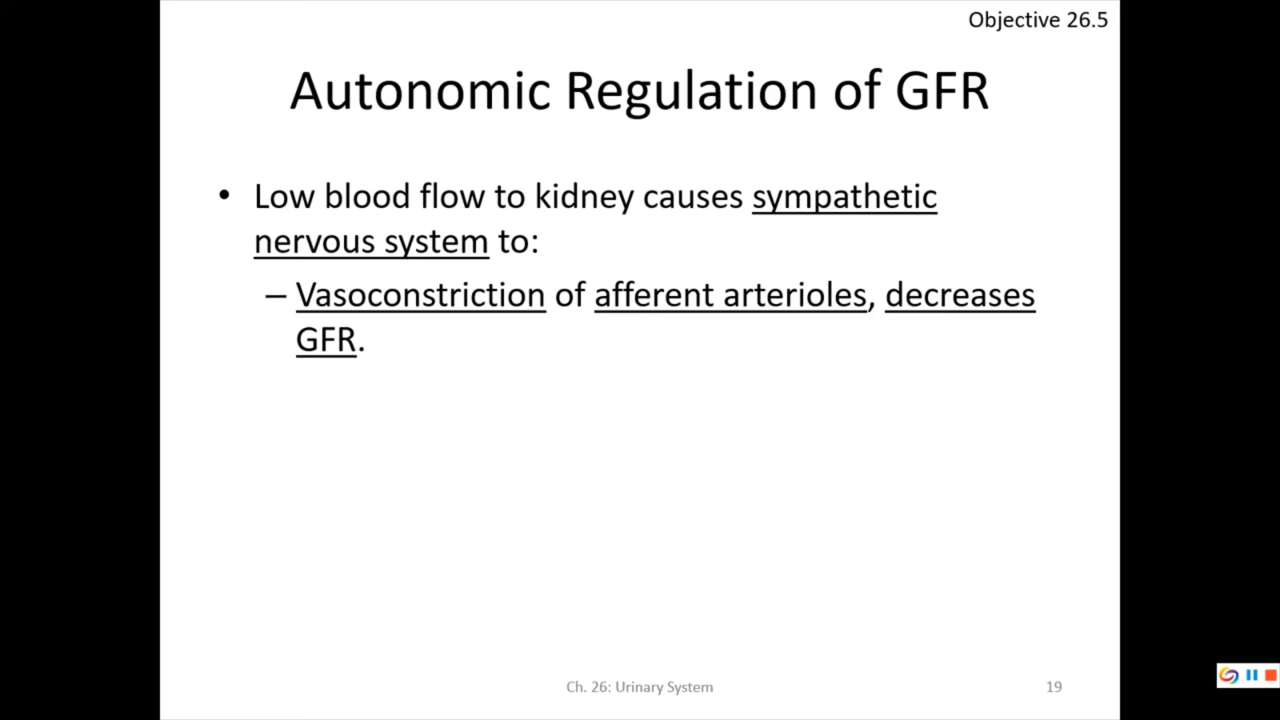 Objective 26.5
Autonomic Regulation of GFR
• Low blood flow to kidney causes sympathetic
nervous system to:
– Vasoconstriction of afferent arterioles, decreases
GFR.
Ch. 26: Urinary System
19